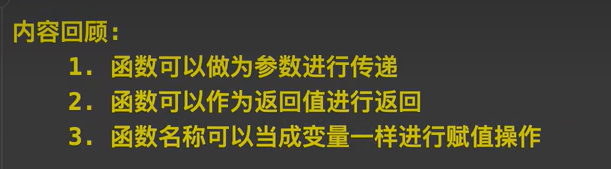 内容回顾:
1. 函数可以做为参数进行传递
2. 函数可以作为返回值进行返回
3. 函数名称可以当成变量一样进行赋值操作